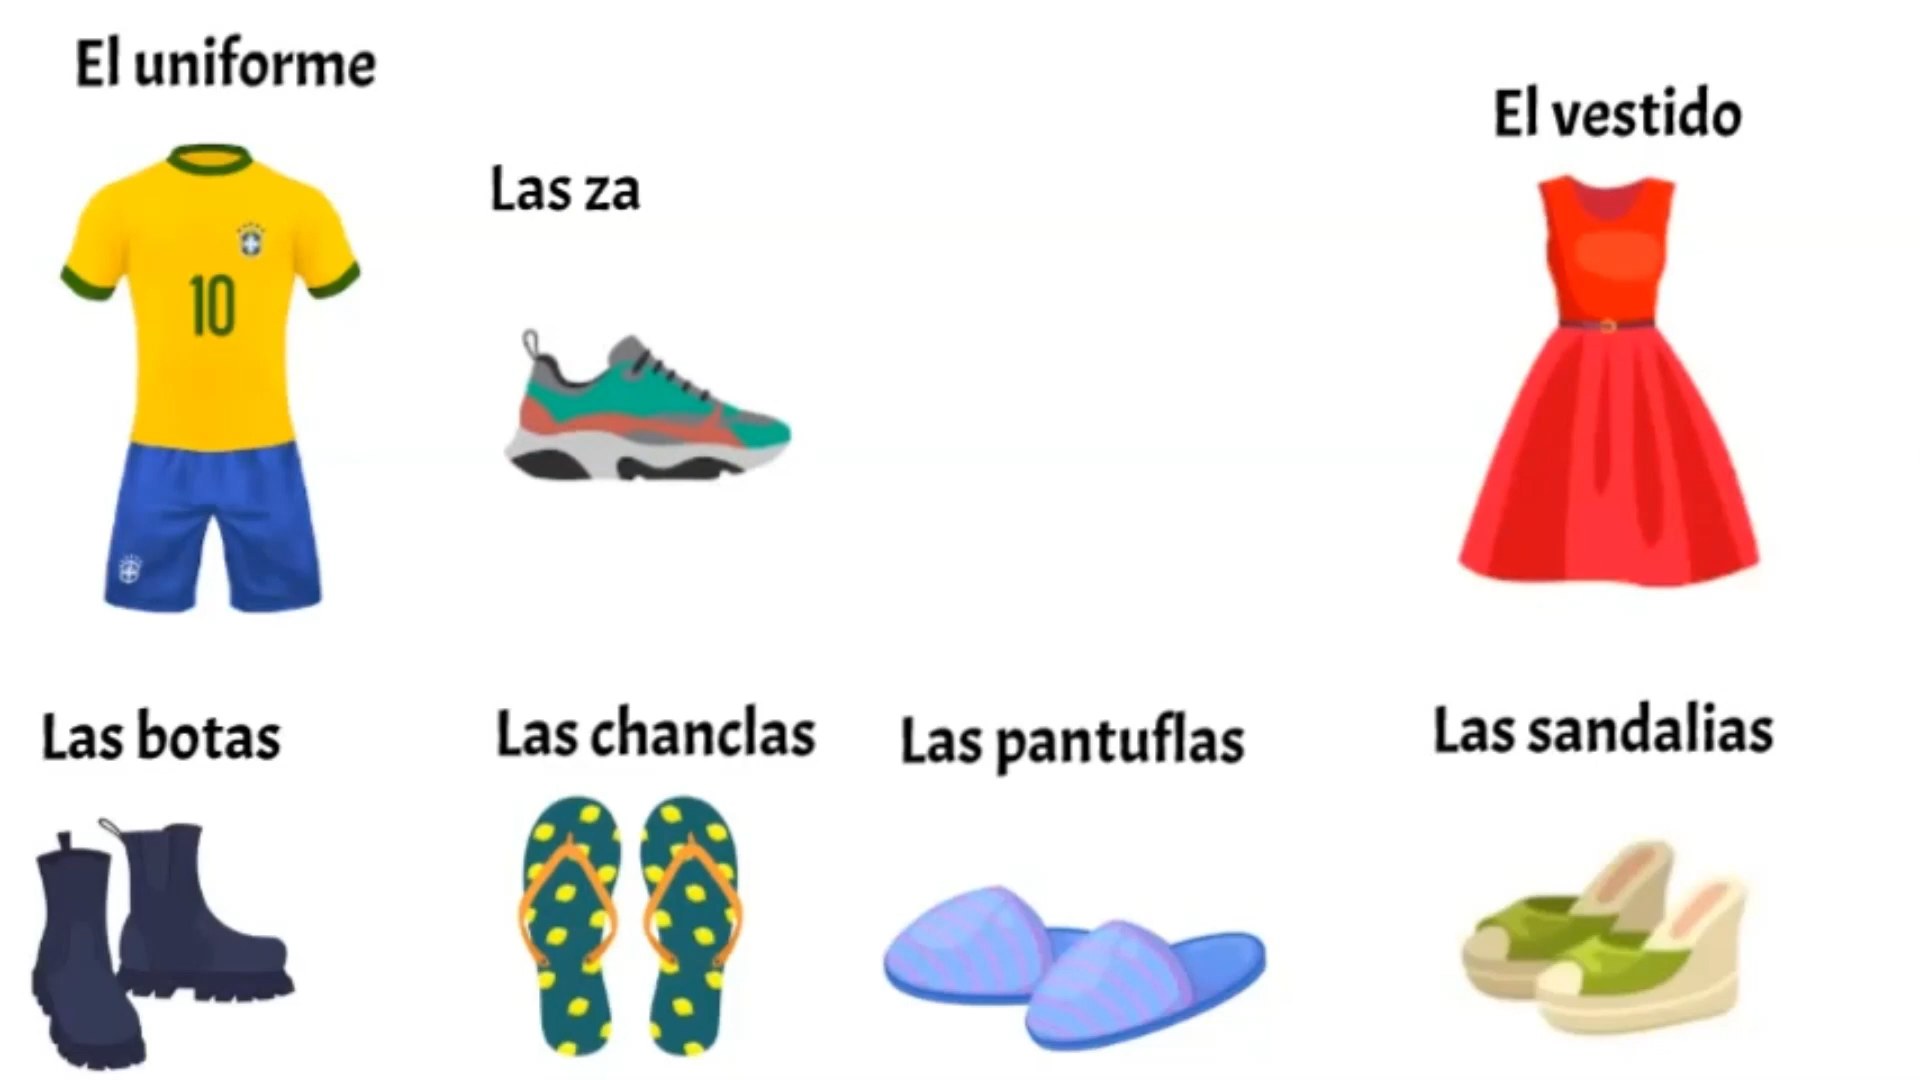 El uniforme
El vestido
Las za
10
Las botas
Las chanclas
Las pantuflas
Las sandalias